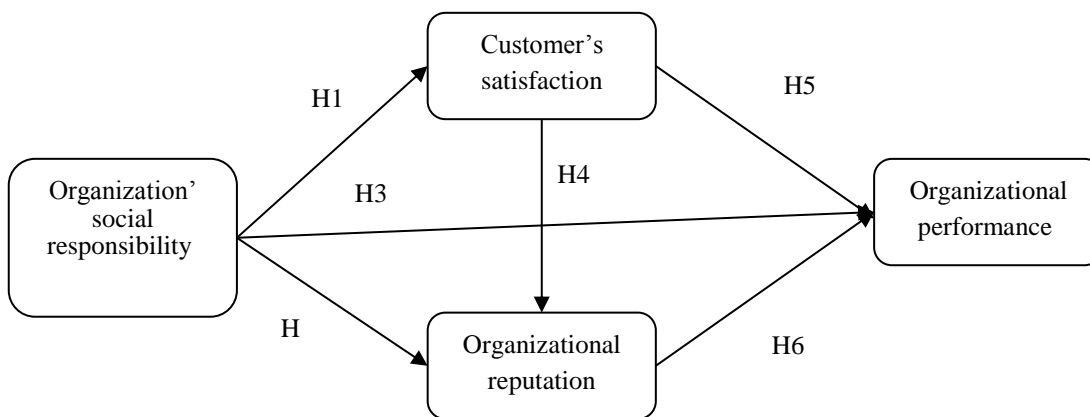 Customer’s
satisfaction
H1
H5
Organization’
social
responsibility
H3
H4
Organizational
performance
H
Organizational
reputation
H6